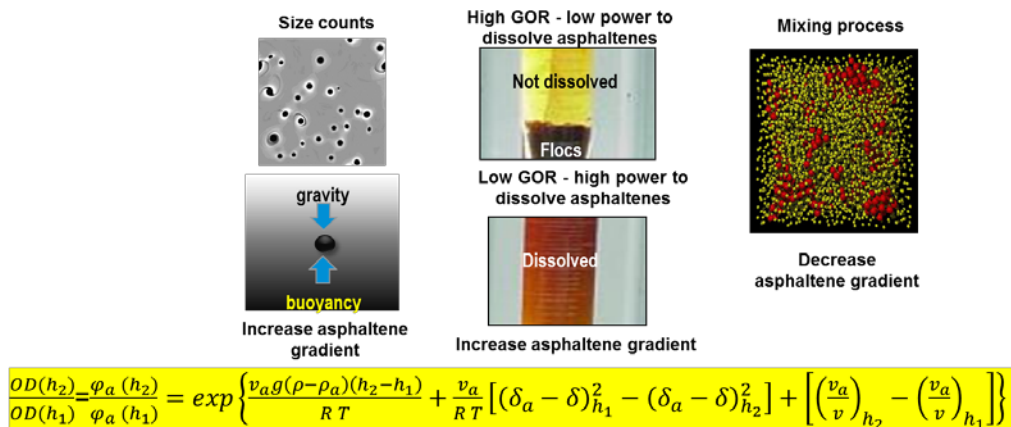 Size counts
gravity
buoyancy
Increase asphaltene
gradient
High GOR - low power to
dissolve asphaltenes
Not dissolved
Flocs
Low GOR - high power to
dissolve asphaltenes
Dissolved
Increase asphaltene gradient
Mixing process
Decrease
asphaltene gradient
OD(h₂)/OD(h₁)=φₐ (h₂)/φₐ (h₁) = exp{vₐg(ρ−ρₐ)(h₂−h₁)/R T + vₐ/R T [(δₐ − δ)²ₕ₁ − (δₐ − δ)²ₕ₂] + [(vₐ/v)ₕ₂ − (vₐ/v)ₕ₁]}